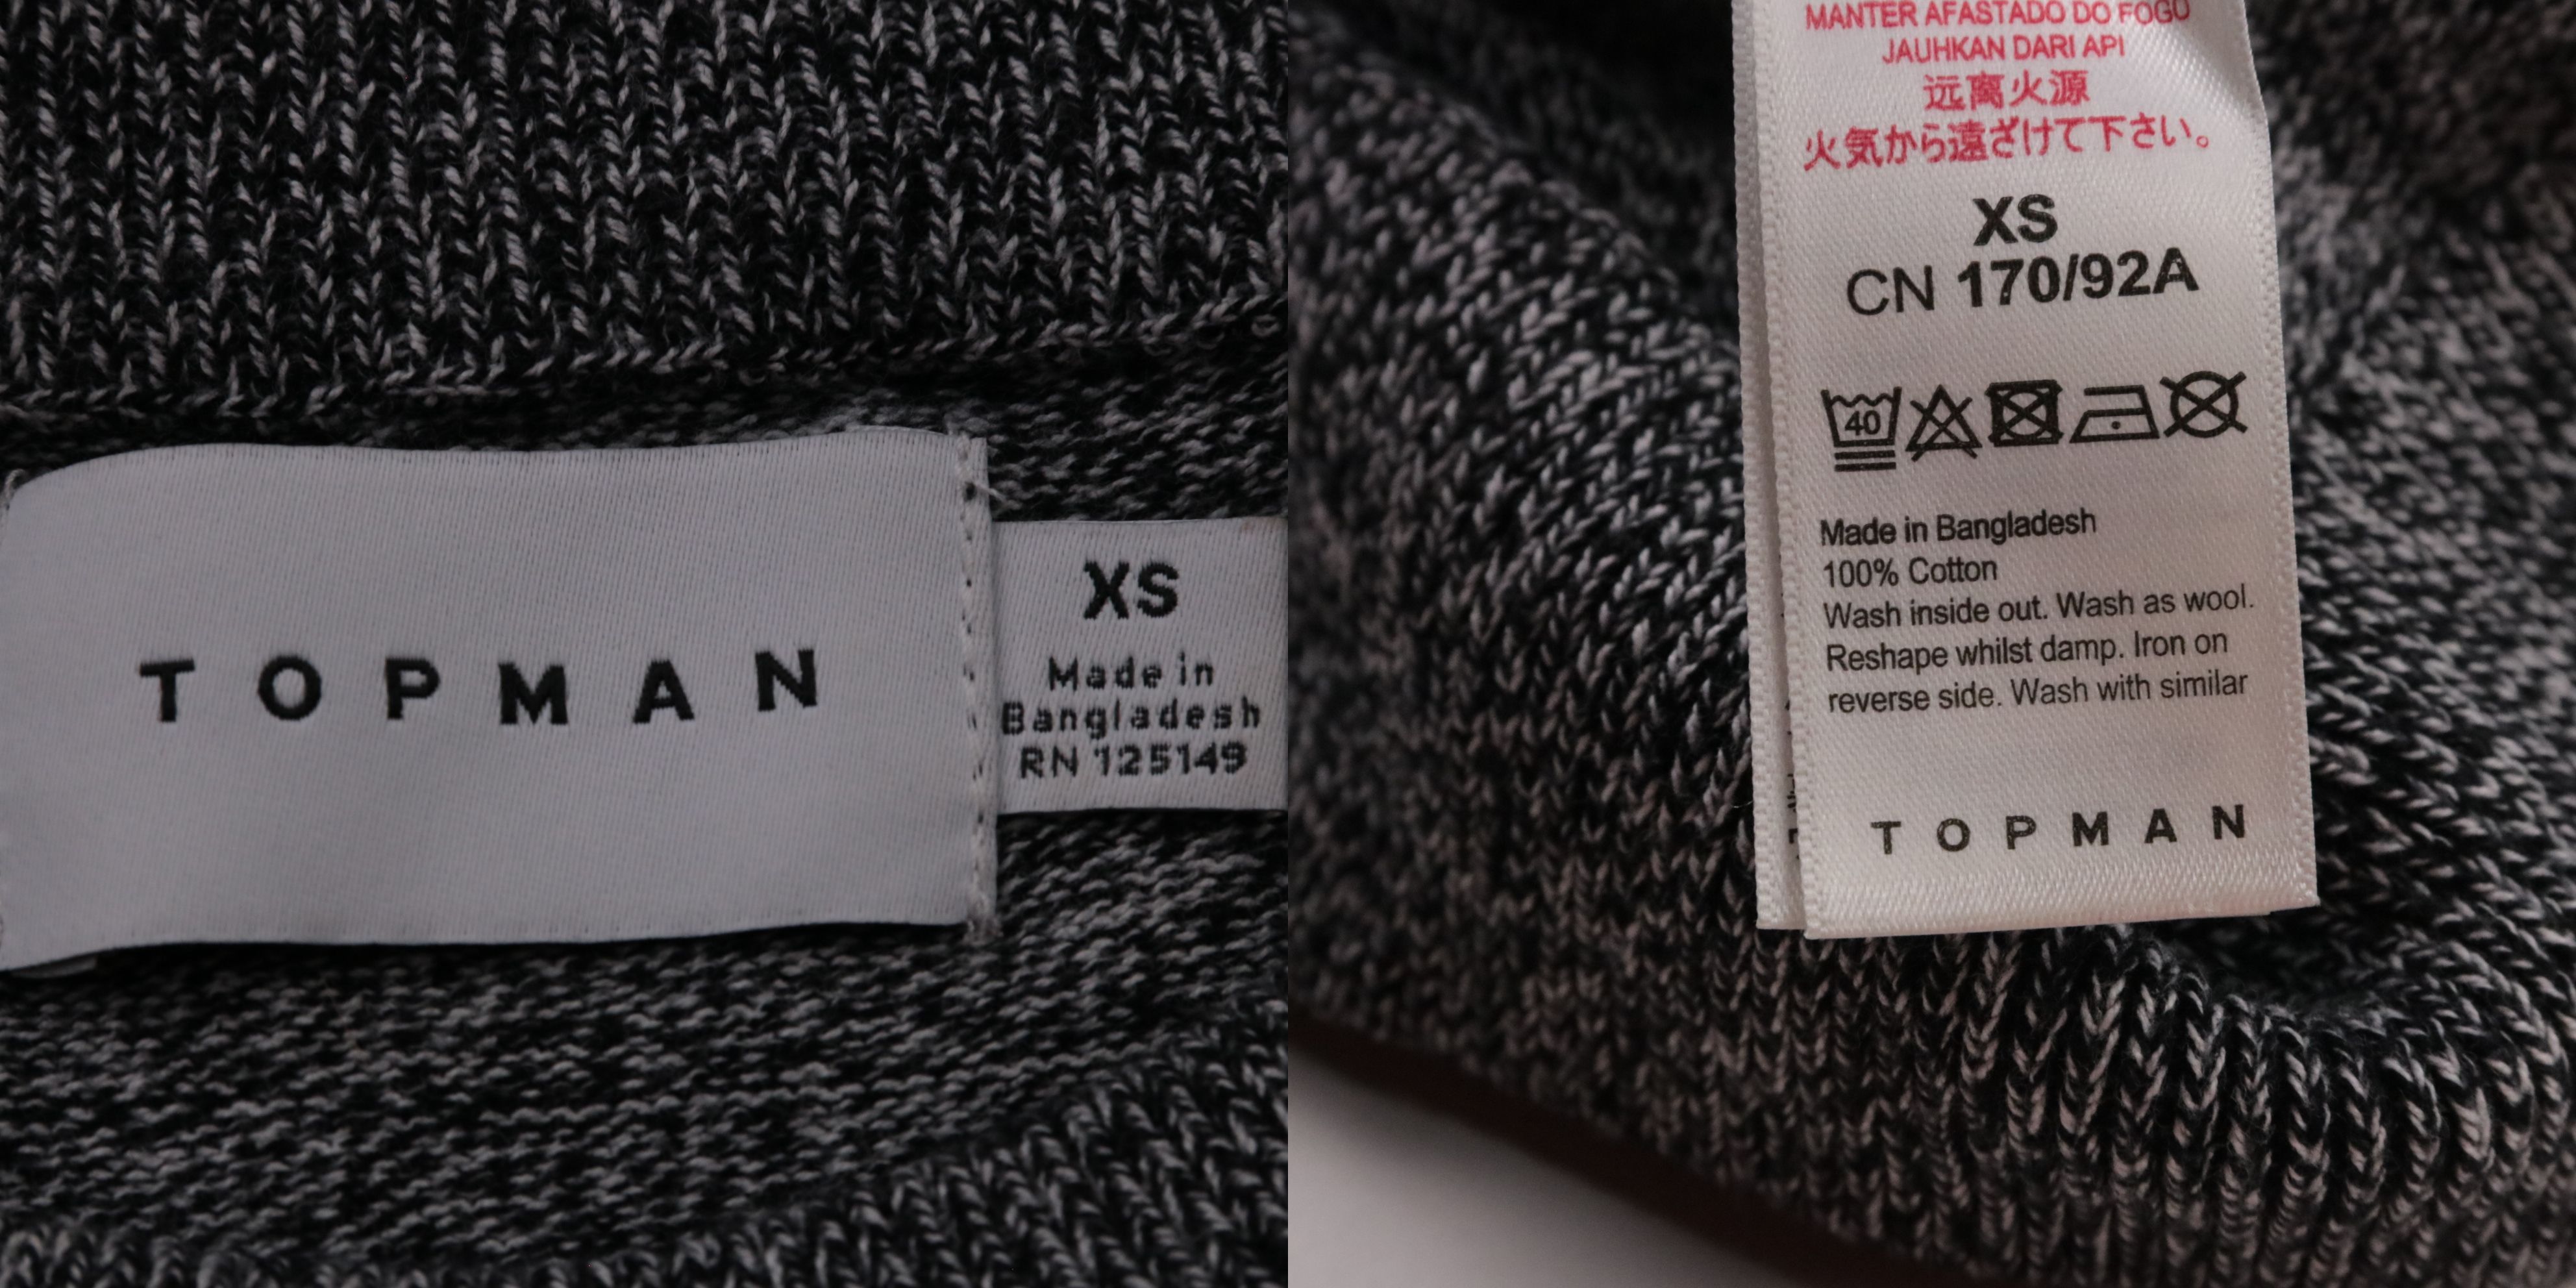 TOPMAN
XS
Made in
Bangladesh
RN 125149
MANTER AFASTADO DO FOGO
JAUHKAN DARI API
远离火源
火気から遠ざけて下さい。
XS
CN 170/92A
40
Made in Bangladesh
100% Cotton
Wash inside out. Wash as wool.
Reshape whilst damp. Iron on
reverse side. Wash with similar
TOPMAN